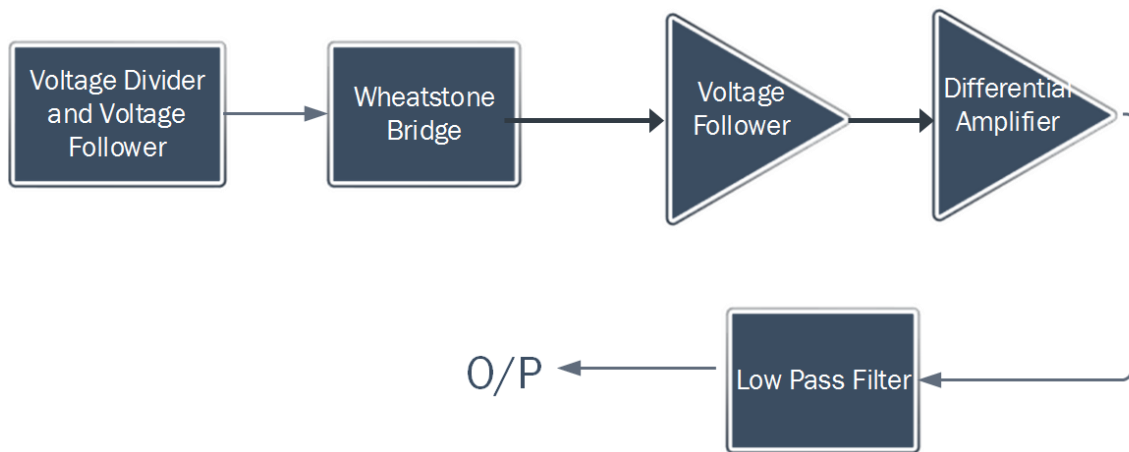 Voltage Divider
and Voltage
Follower
Wheatstone
Bridge
Voltage
Follower
Differential
Amplifier
Low Pass Filter
O/P